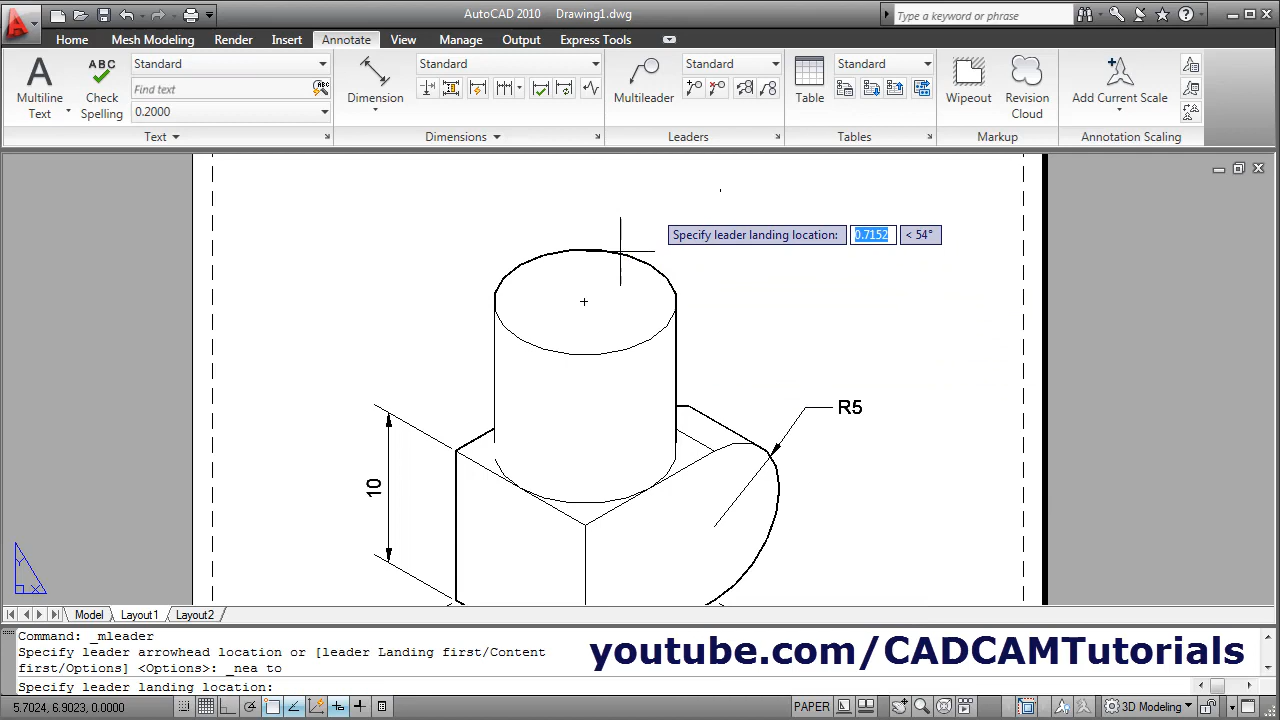 AutoCAD 2010 Drawing1.dwg
Type a keyword or phrase
Home Mesh Modeling Render Insert Annotate View Manage Output Express Tools
Multiline Text
ABC
Check Spelling
Standard
Find text
0.2000
Text
Dimension
Standard
Dimensions
Multileader
Standard
Leaders
Table
Standard
Tables
Wipeout
Revision Cloud
Markup
Add Current Scale
Annotation Scaling
Specify leader landing location: 0.7152 < 54°
R5
10
Y
X
Model Layout1 Layout2
Command: _mleader
Specify leader arrowhead location or [leader Landing first/Content
first/Options] <Options>: _nea to
Specify leader landing location:
youtube.com/CADCAMTutorials
5.7024, 6.9023, 0.0000
PAPER
3D Modeling